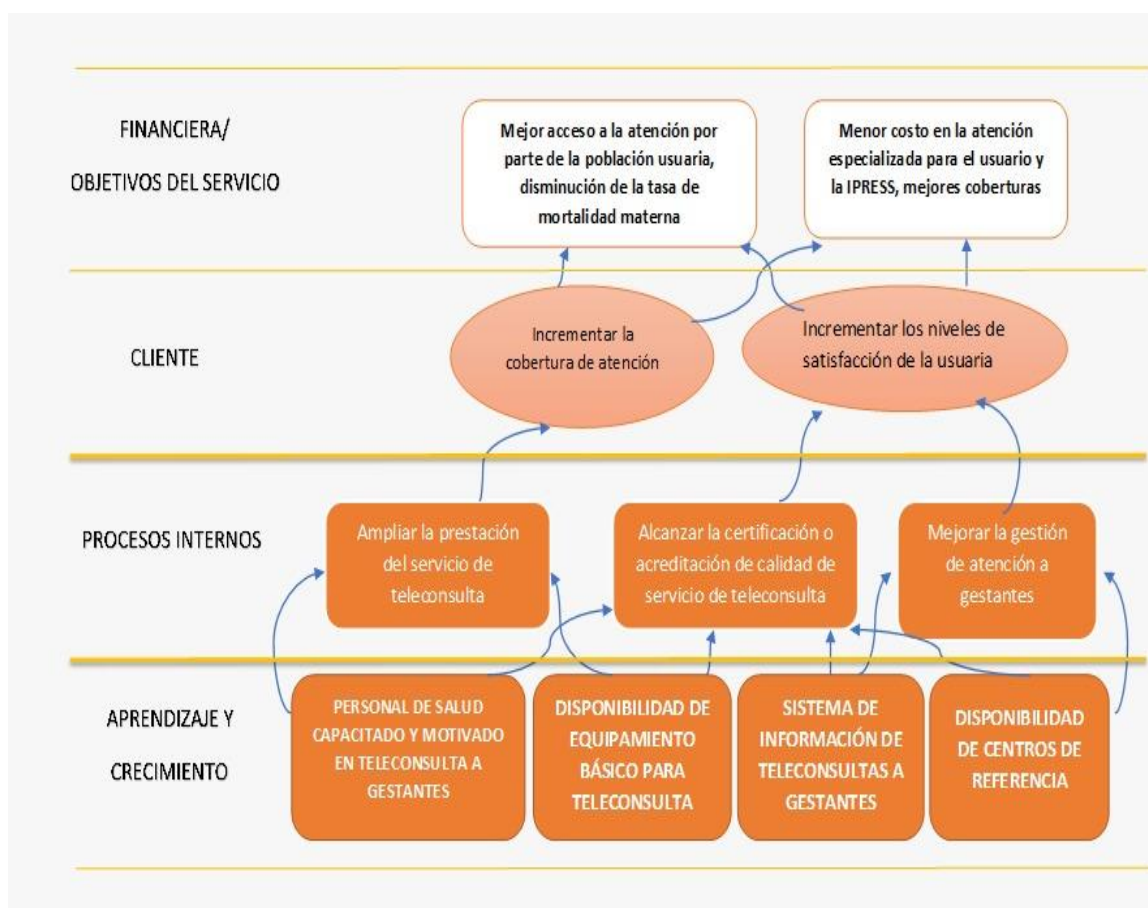 FINANCIERA/
OBJETIVOS DEL SERVICIO
Mejor acceso a la atención por
parte de la población usuaria,
disminución de la tasa de
mortalidad materna
Menor costo en la atención
especializada para el usuario y
la IPRESS, mejores coberturas
CLIENTE
Incrementar la
cobertura de atención
Incrementar los niveles de
satisfacción de la usuaria
PROCESOS INTERNOS
Ampliar la prestación
del servicio de
teleconsulta
Alcanzar la certificación o
acreditación de calidad de
servicio de teleconsulta
Mejorar la gestión
de atención a
gestantes
APRENDIZAJE Y
CRECIMIENTO
PERSONAL DE SALUD
CAPACITADO Y MOTIVADO
EN TELECONSULTA A
GESTANTES
DISPONIBILIDAD DE
EQUIPAMIENTO
BÁSICO PARA
TELECONSULTA
SISTEMA DE
INFORMACIÓN DE
TELECONSULTAS A
GESTANTES
DISPONIBILIDAD
DE CENTROS DE
REFERENCIA